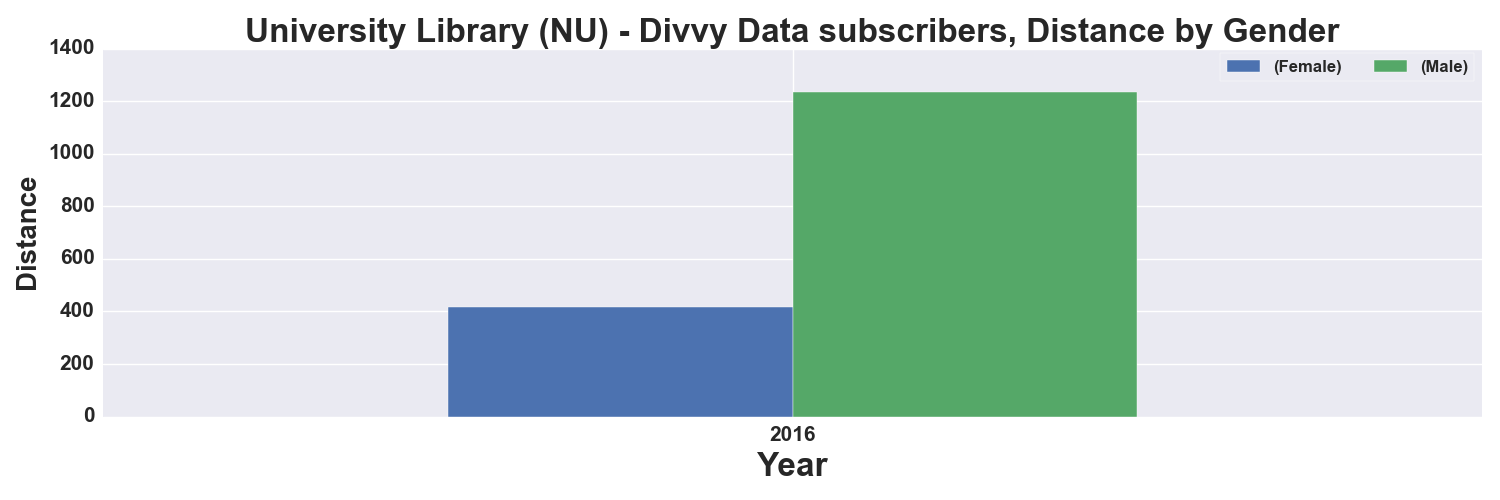 University Library (NU) - Divvy Data subscribers, Distance by Gender
(Female) (Male)
Distance
1400
1200
1000
800
600
400
200
0
2016
Year